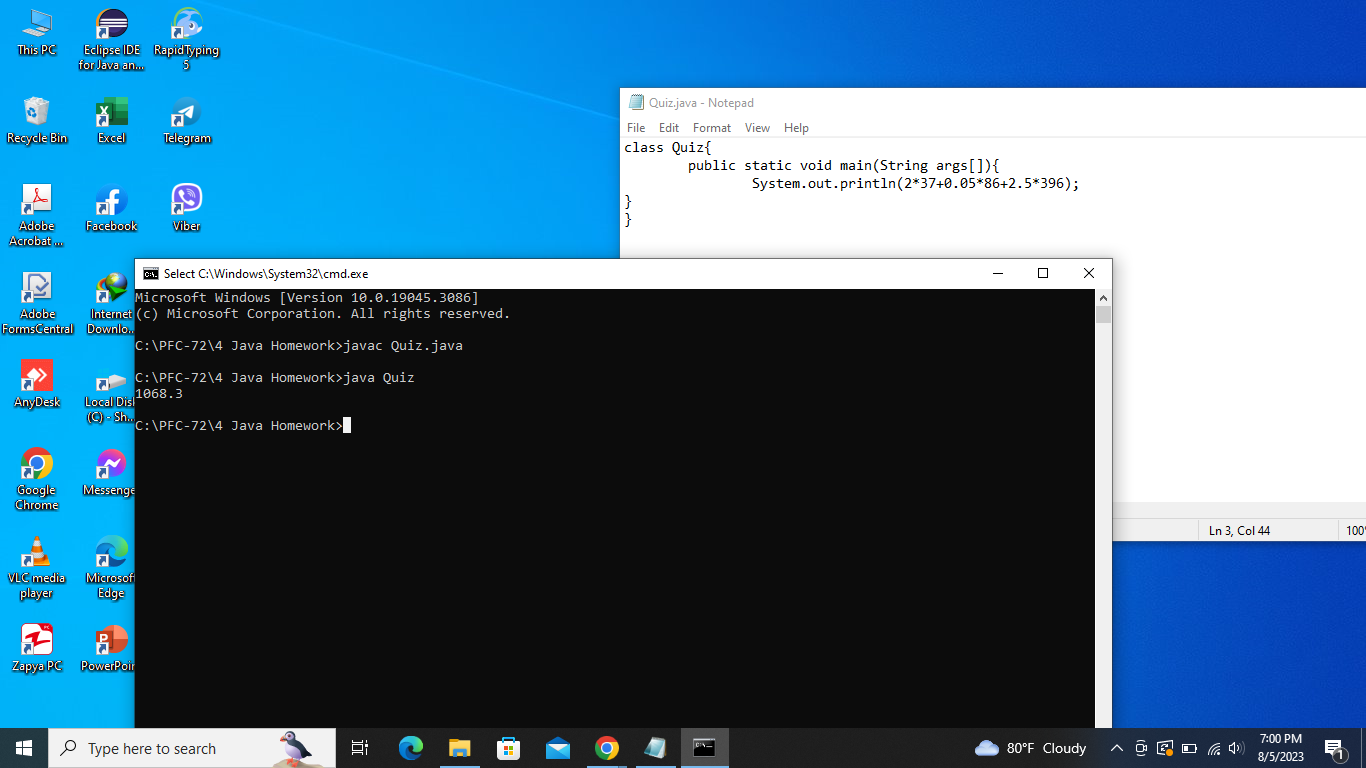 This PC
Eclipse IDE
for Java an...
RapidTyping
5
Recycle Bin
Excel
Telegram
Adobe
Acrobat ...
Facebook
Viber
Adobe
FormsCentral
Internet
Downlo...
AnyDesk
Local Disk
(C) - Sh...
Google
Chrome
Messenge
VLC media
player
Microsof
Edge
Zapya PC
PowerPoin
Quiz.java - Notepad
File Edit Format View Help
class Quiz{
public static void main(String args[]){
System.out.println(2*37+0.05*86+2.5*396);
}
}
Ln 3, Col 44
100%
Select C:\Windows\System32\cmd.exe
Microsoft Windows [Version 10.0.19045.3086]
(c) Microsoft Corporation. All rights reserved.
C:\PFC-72\4 Java Homework>javac Quiz.java
C:\PFC-72\4 Java Homework>java Quiz
1068.3
C:\PFC-72\4 Java Homework>
Type here to search
80°F Cloudy
7:00 PM
8/5/2023
1